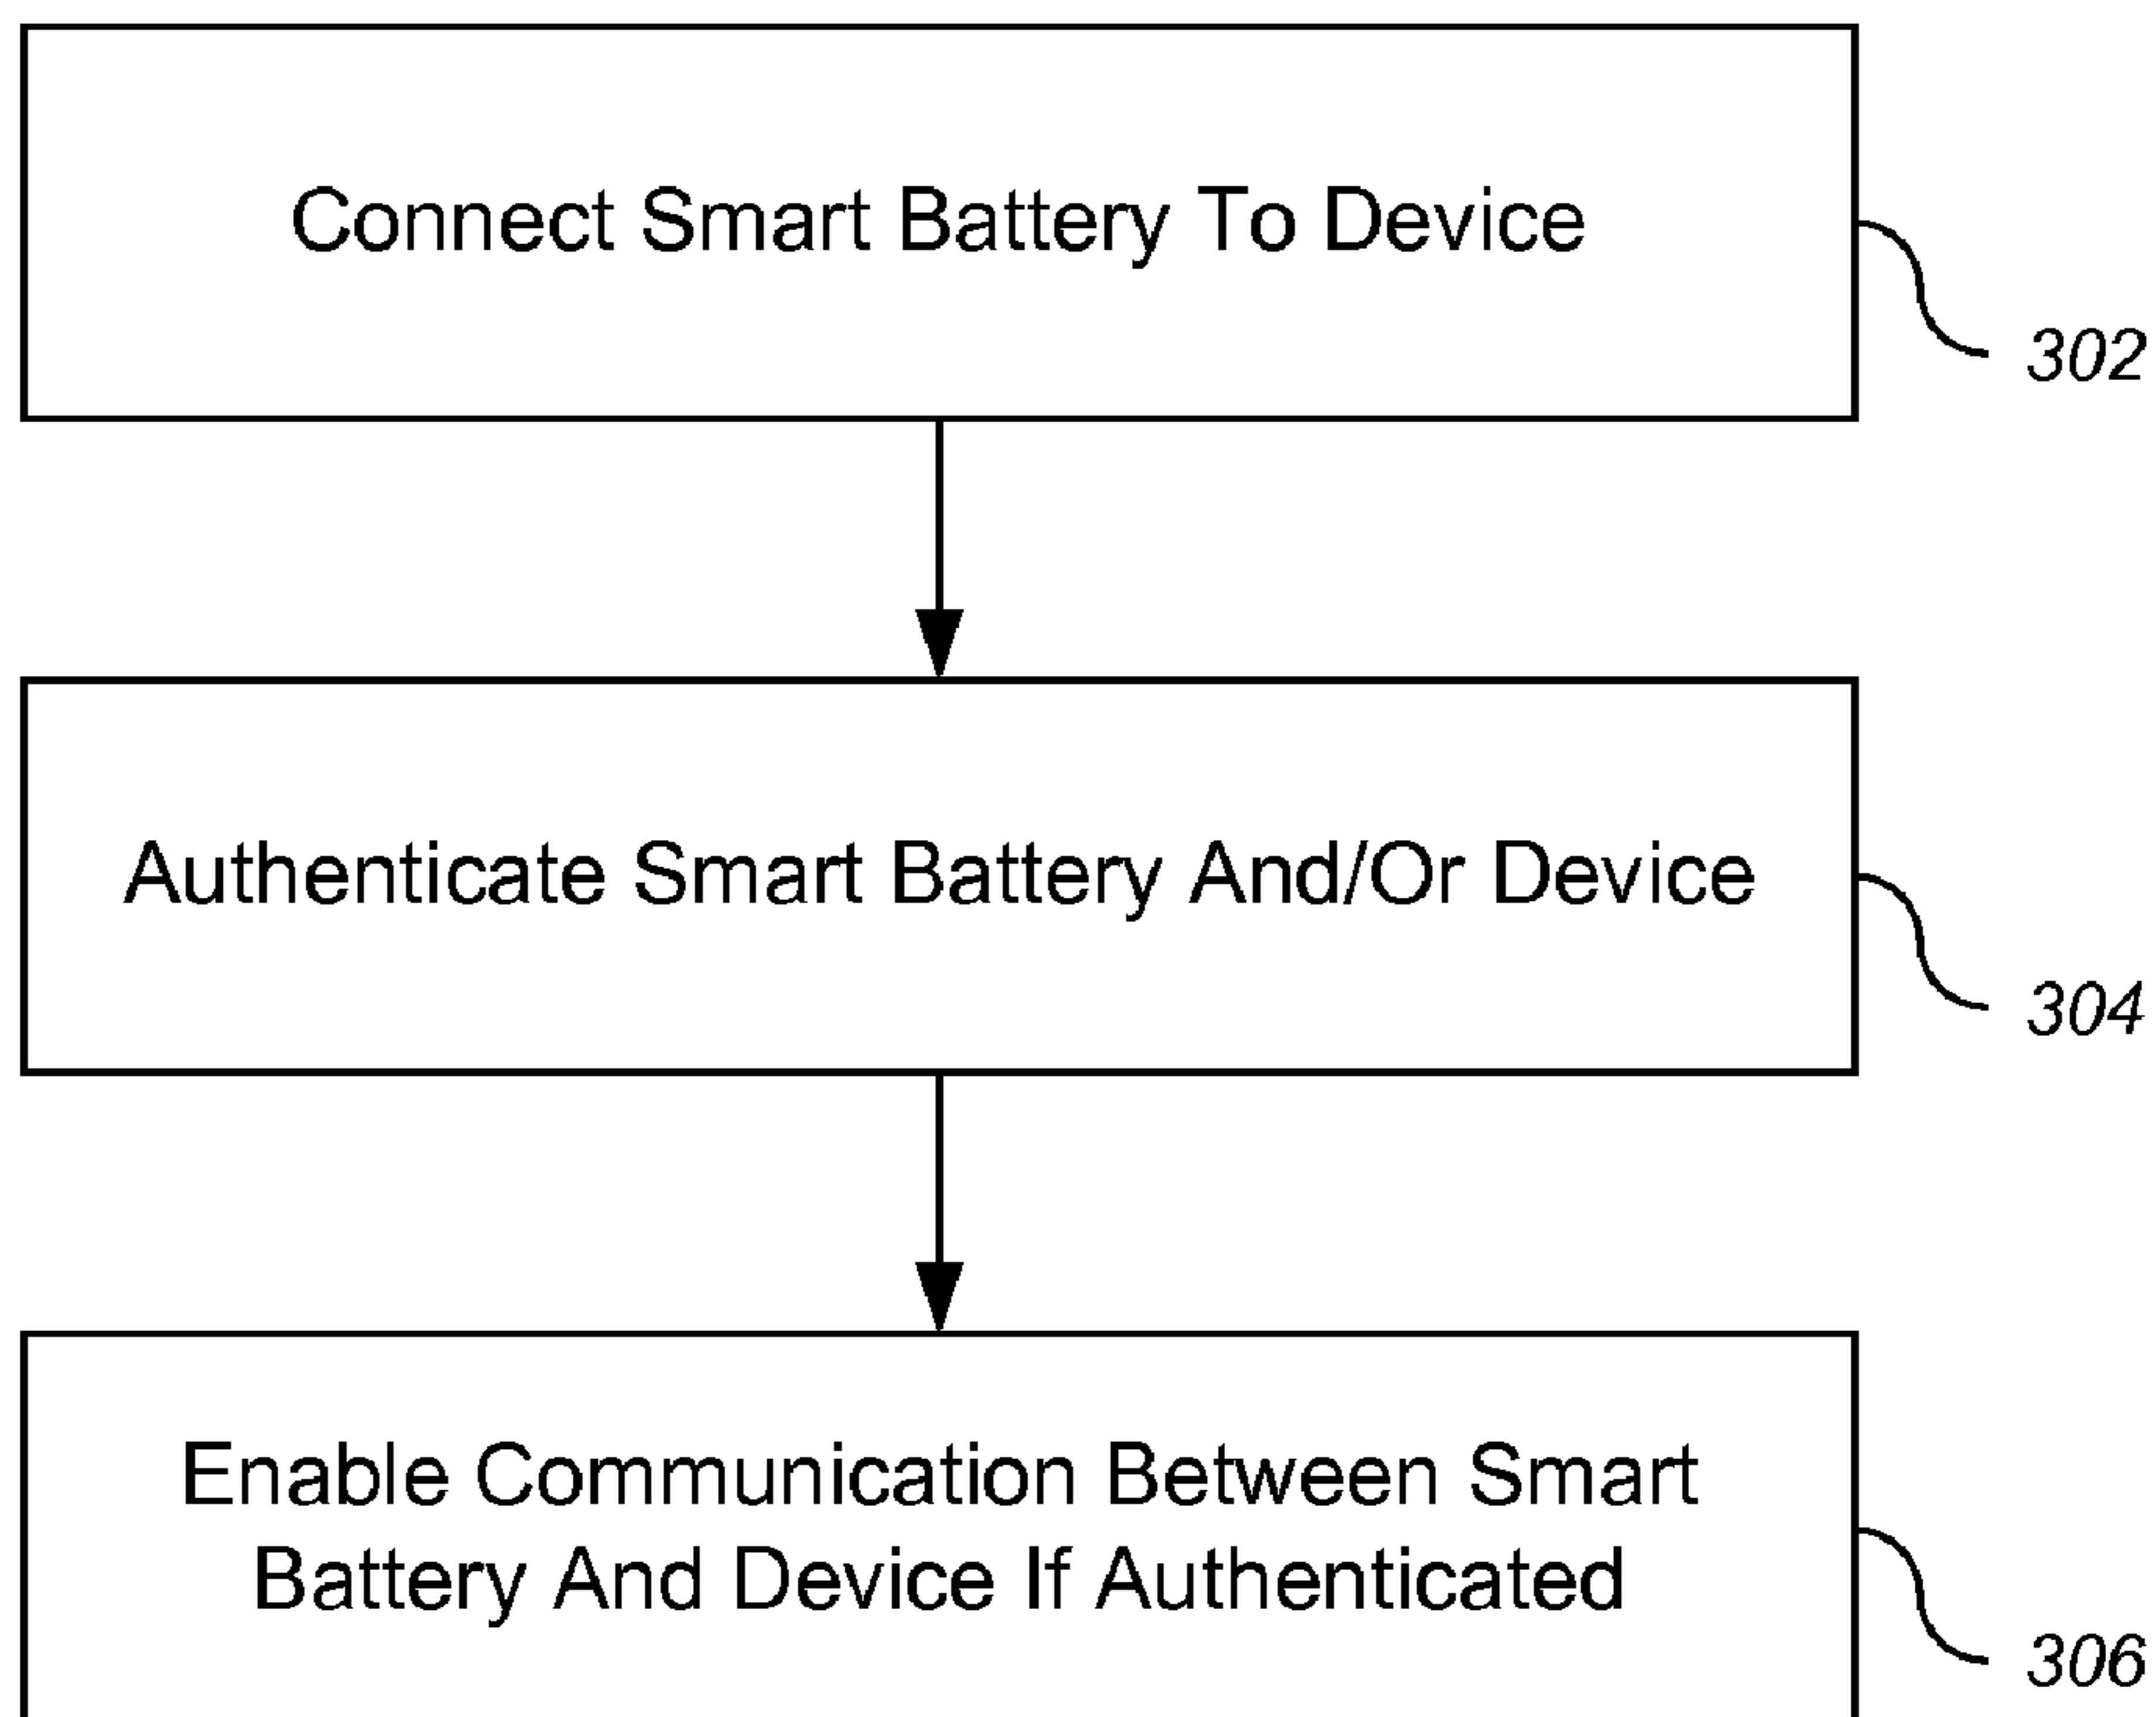 Connect Smart Battery To Device
302
Authenticate Smart Battery And/Or Device
304
Enable Communication Between Smart
Battery And Device If Authenticated
306